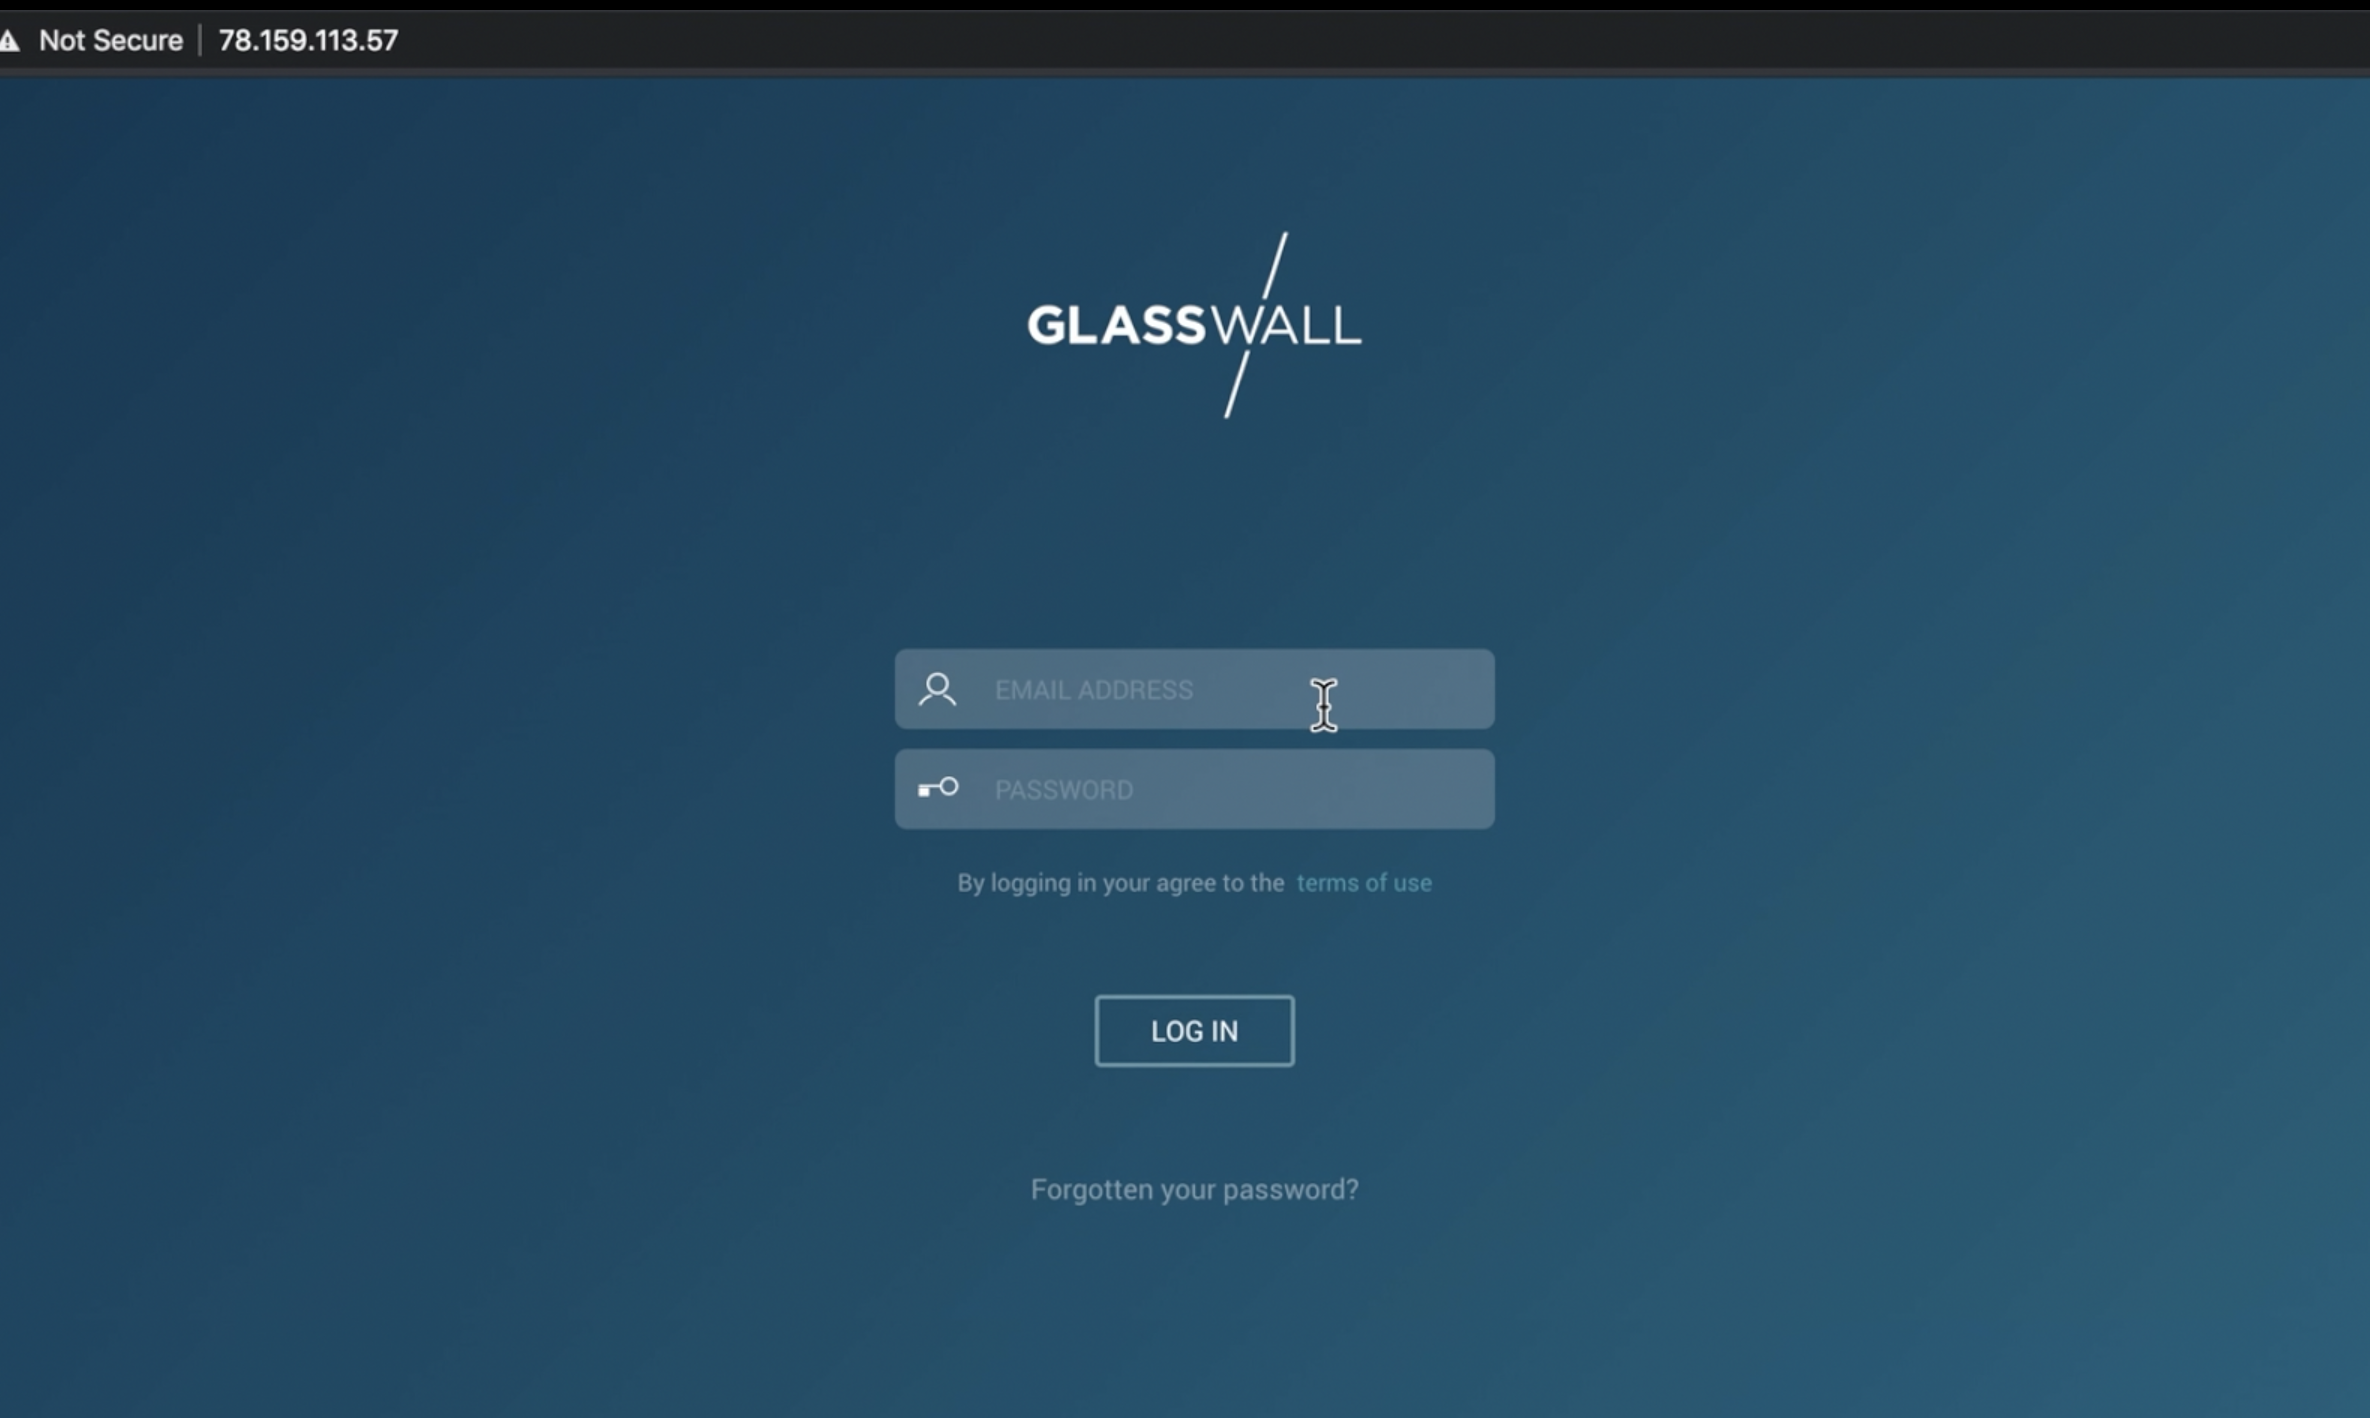 Not Secure 78.159.113.57
GLASSWALL
EMAIL ADDRESS
PASSWORD
By logging in your agree to the terms of use
LOG IN
Forgotten your password?